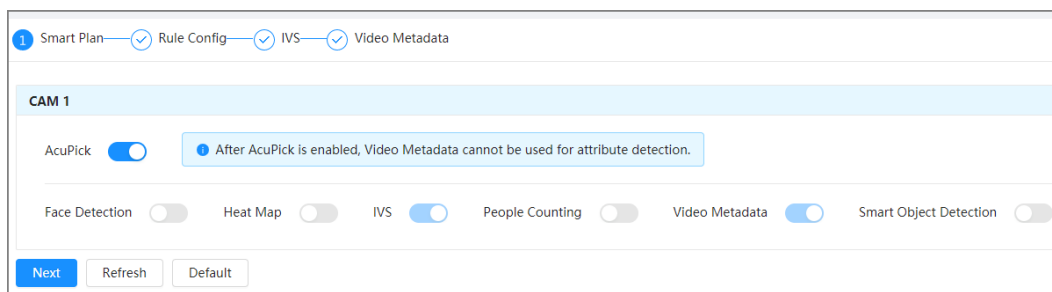 1 Smart Plan Rule Config IVS Video Metadata
CAM 1
AcuPick After AcuPick is enabled, Video Metadata cannot be used for attribute detection.
Face Detection Heat Map IVS People Counting Video Metadata Smart Object Detection
Next Refresh Default